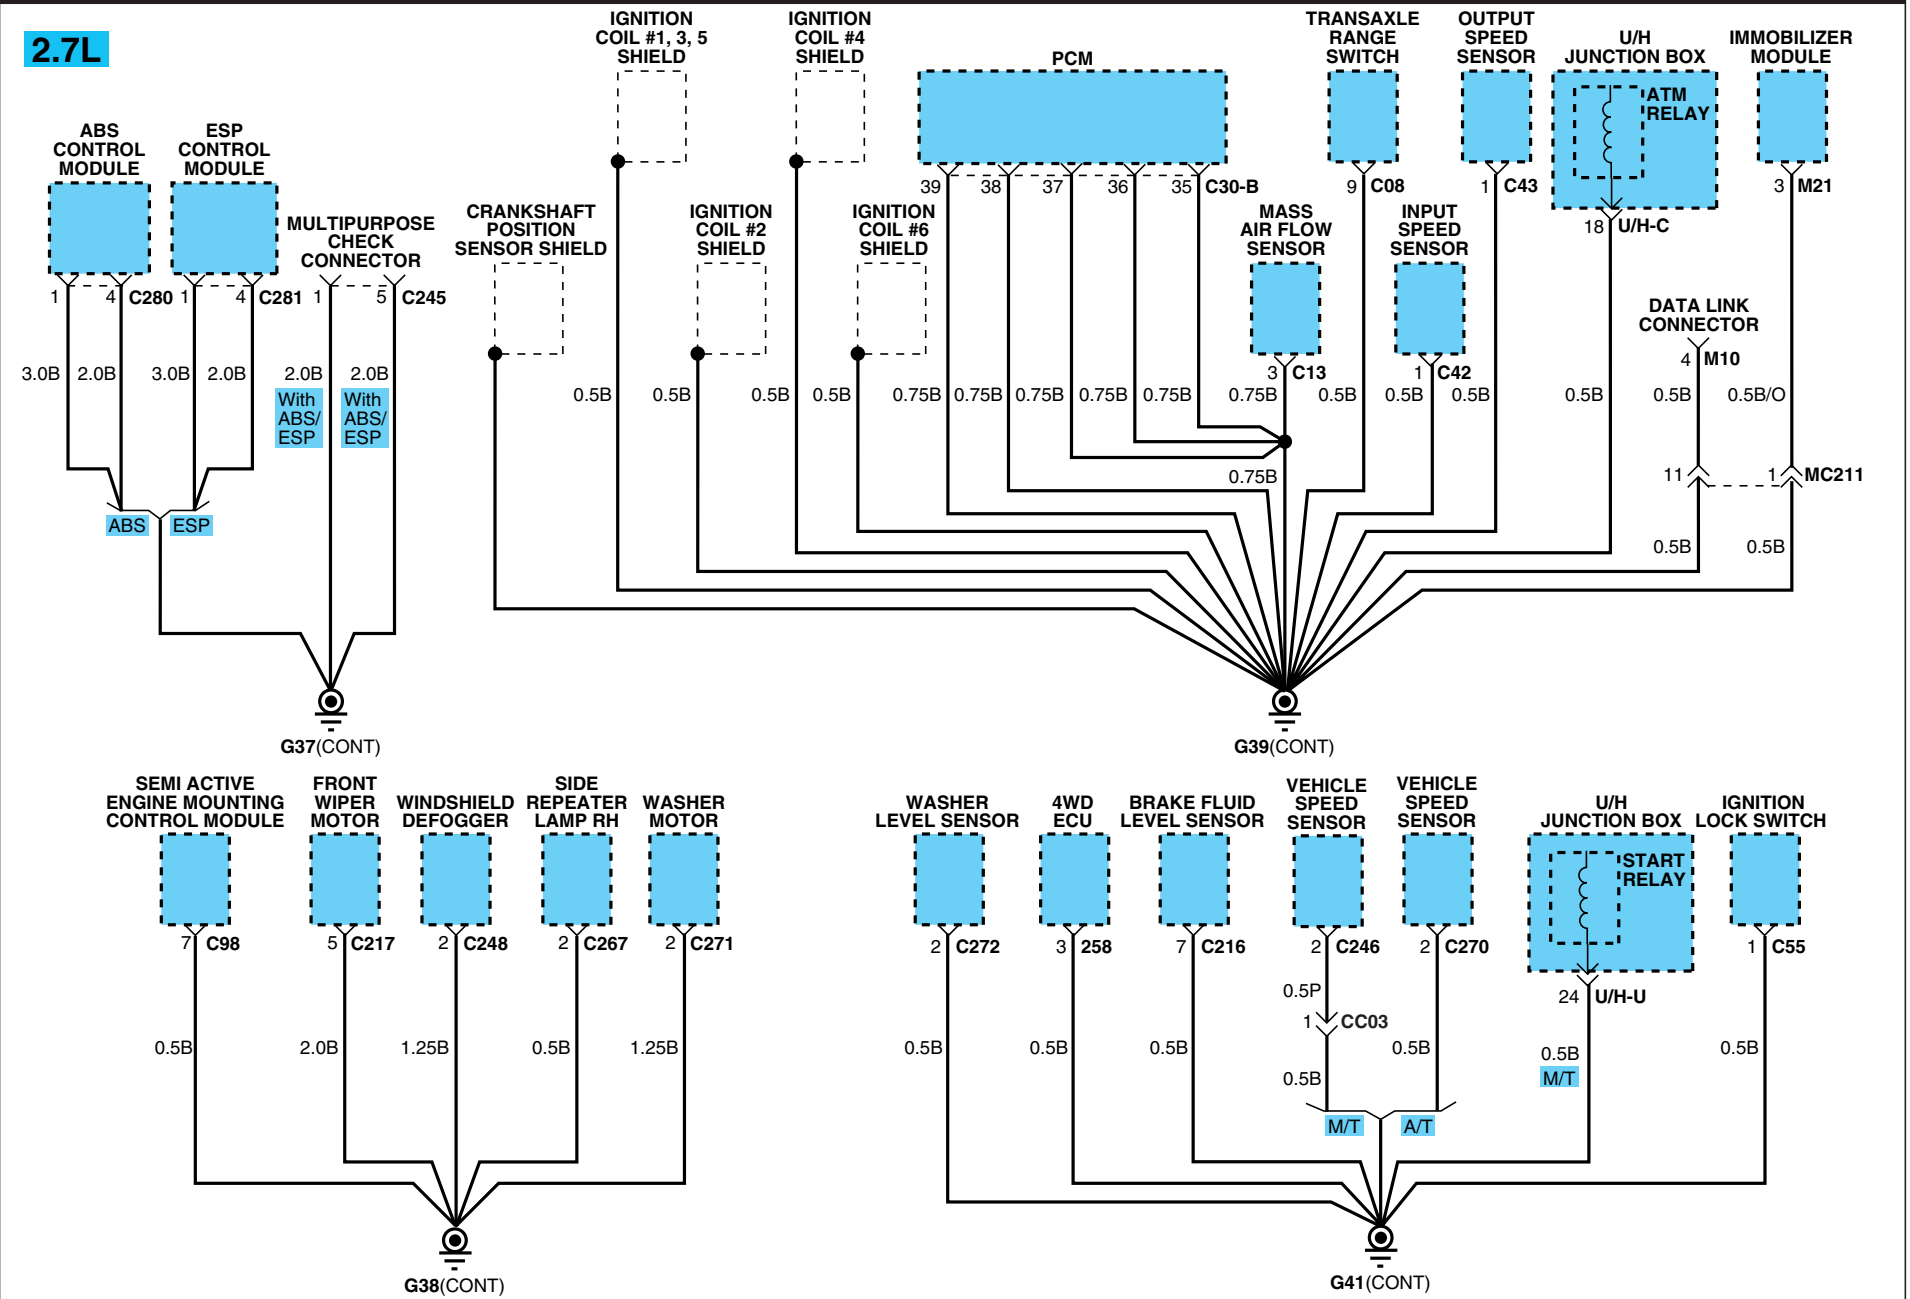 2.7L
ABS
CONTROL
MODULE
ESP
CONTROL
MODULE
MULTIPURPOSE
CHECK
CONNECTOR
1
4
C280
1
4
C281
1
5
C245
3.0B
2.0B
3.0B
2.0B
2.0B
2.0B
With
ABS/
ESP
With
ABS/
ESP
ABS
ESP
G37(CONT)
IGNITION
COIL #1, 3, 5
SHIELD
IGNITION
COIL #4
SHIELD
PCM
TRANSAXLE
RANGE
SWITCH
OUTPUT
SPEED
SENSOR
U/H
JUNCTION BOX
ATM
RELAY
IMMOBILIZER
MODULE
CRANKSHAFT
POSITION
SENSOR SHIELD
IGNITION
COIL #2
SHIELD
IGNITION
COIL #6
SHIELD
39
38
37
36
35
C30-B
9
C08
1
C43
18
U/H-C
3
M21
MASS
AIR FLOW
SENSOR
INPUT
SPEED
SENSOR
DATA LINK
CONNECTOR
3
C13
1
C42
4
M10
0.5B
0.5B
0.5B
0.5B
0.75B
0.75B
0.75B
0.75B
0.75B
0.75B
0.5B
0.5B
0.5B
0.5B
0.5B
0.5B/O
0.75B
11
1
MC211
0.5B
0.5B
G39(CONT)
SEMI ACTIVE
ENGINE MOUNTING
CONTROL MODULE
FRONT
WIPER
MOTOR
WINDSHIELD
DEFOGGER
SIDE
REPEATER
LAMP RH
WASHER
MOTOR
7
C98
5
C217
2
C248
2
C267
2
C271
0.5B
2.0B
1.25B
0.5B
1.25B
G38(CONT)
WASHER
LEVEL SENSOR
4WD
ECU
BRAKE FLUID
LEVEL SENSOR
VEHICLE
SPEED
SENSOR
VEHICLE
SPEED
SENSOR
U/H
JUNCTION BOX
START
RELAY
IGNITION
LOCK SWITCH
2
C272
3
258
7
C216
2
C246
2
C270
24
U/H-U
1
C55
0.5P
1
CC03
0.5B
0.5B
0.5B
0.5B
0.5B
0.5B
M/T
0.5B
M/T
A/T
G41(CONT)